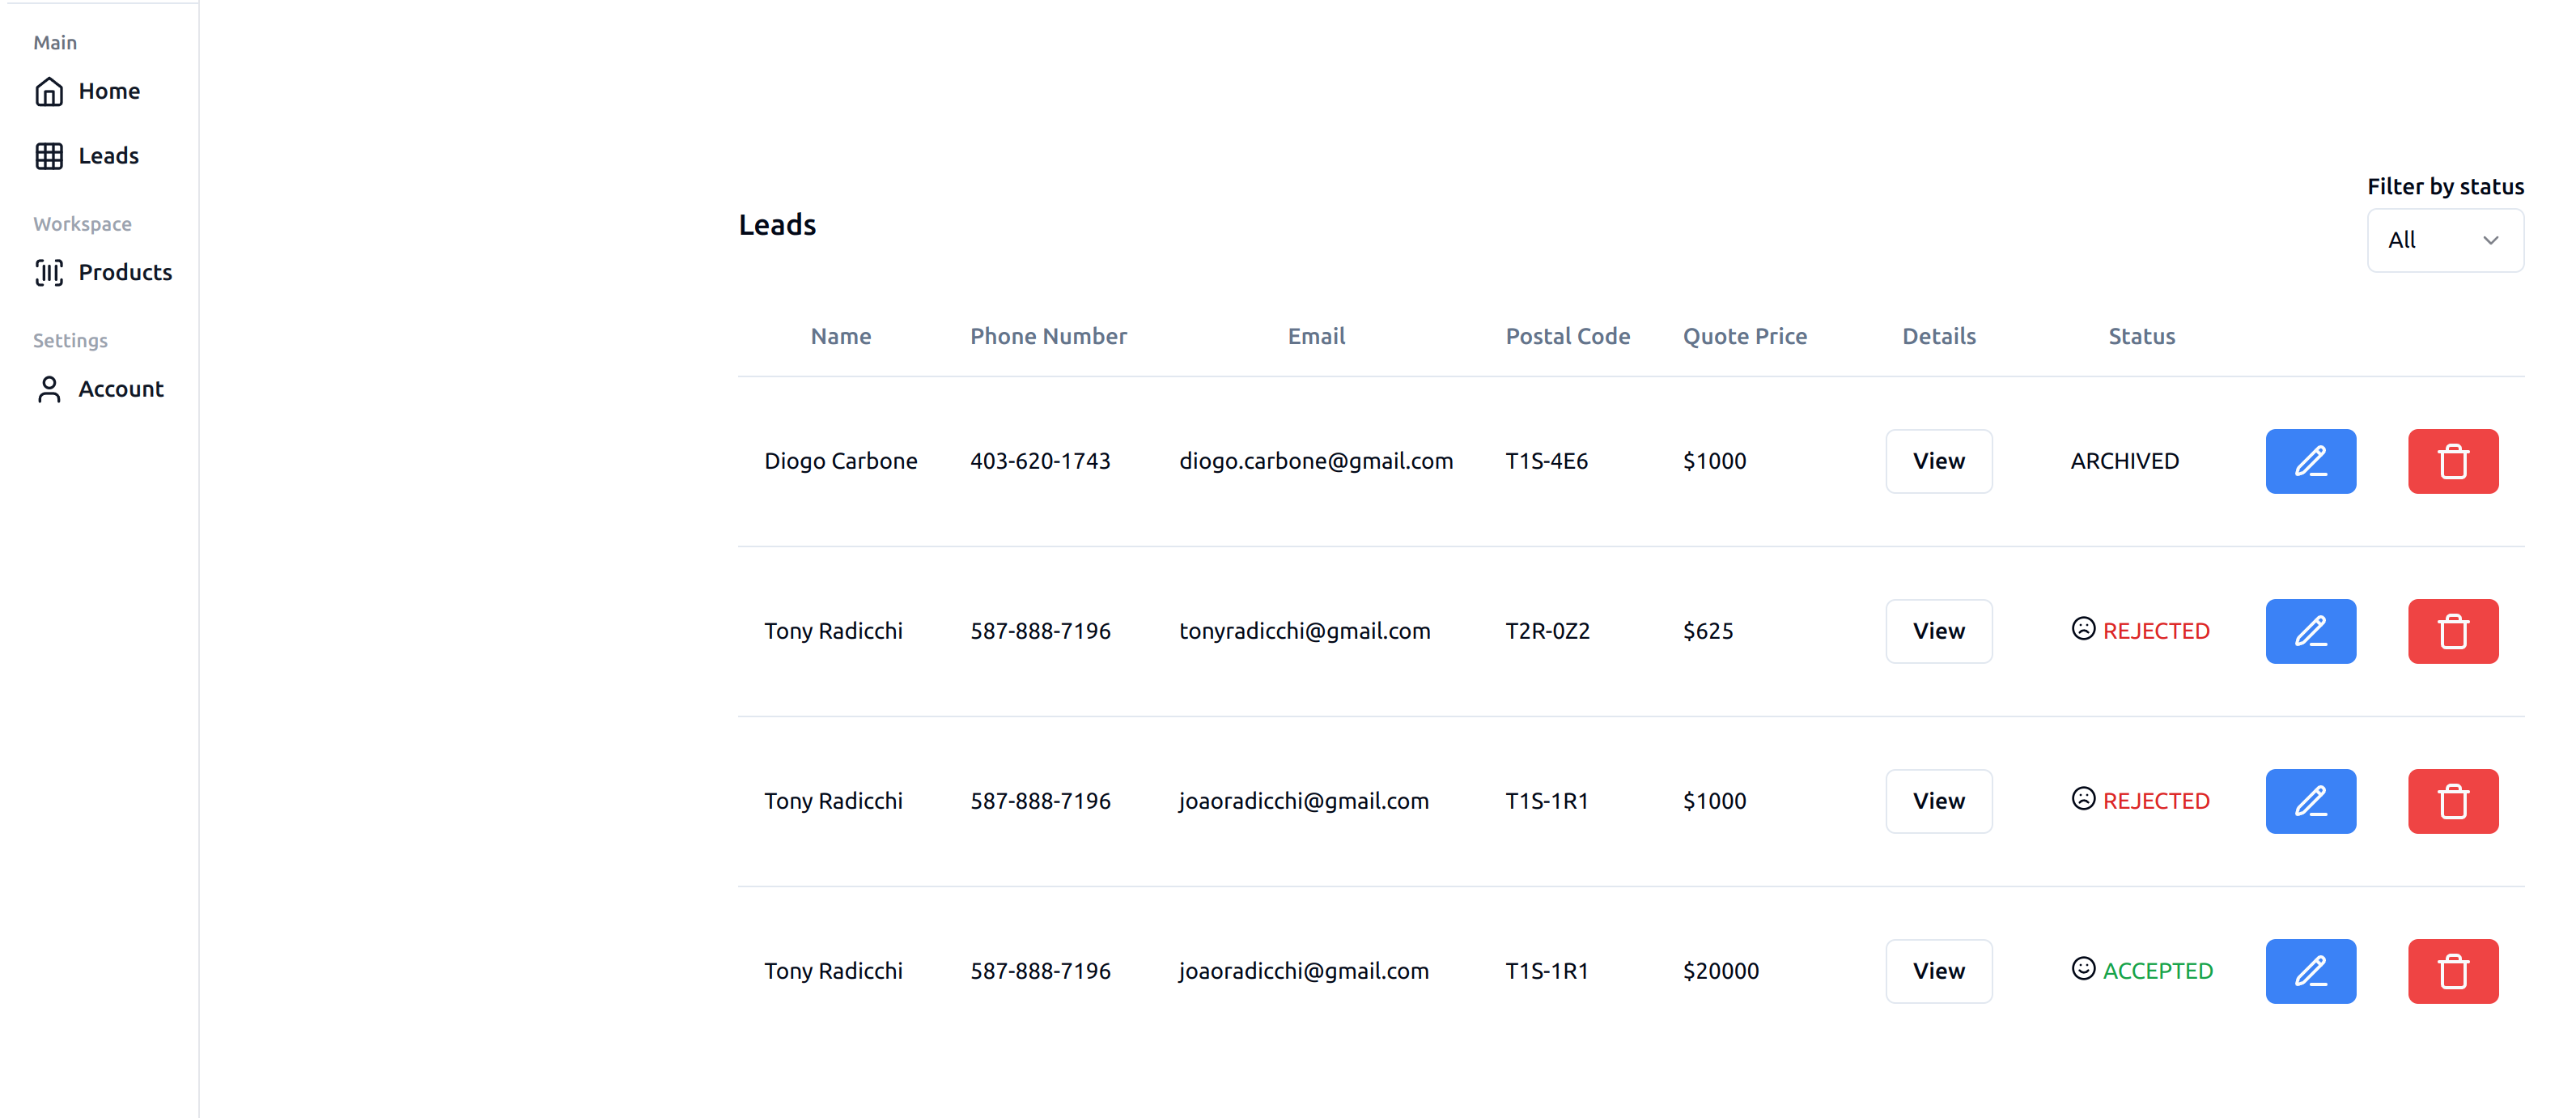 Main
Home
Leads
Workspace
Products
Settings
Account
Filter by status
Leads
All
Name Phone Number Email Postal Code Quote Price Details Status
Diogo Carbone 403-620-1743 diogo.carbone@gmail.com T1S-4E6 $1000 View ARCHIVED
Tony Radicchi 587-888-7196 tonyradicchi@gmail.com T2R-0Z2 $625 View REJECTED
Tony Radicchi 587-888-7196 joaoradicchi@gmail.com T1S-1R1 $1000 View REJECTED
Tony Radicchi 587-888-7196 joaoradicchi@gmail.com T1S-1R1 $20000 View ACCEPTED